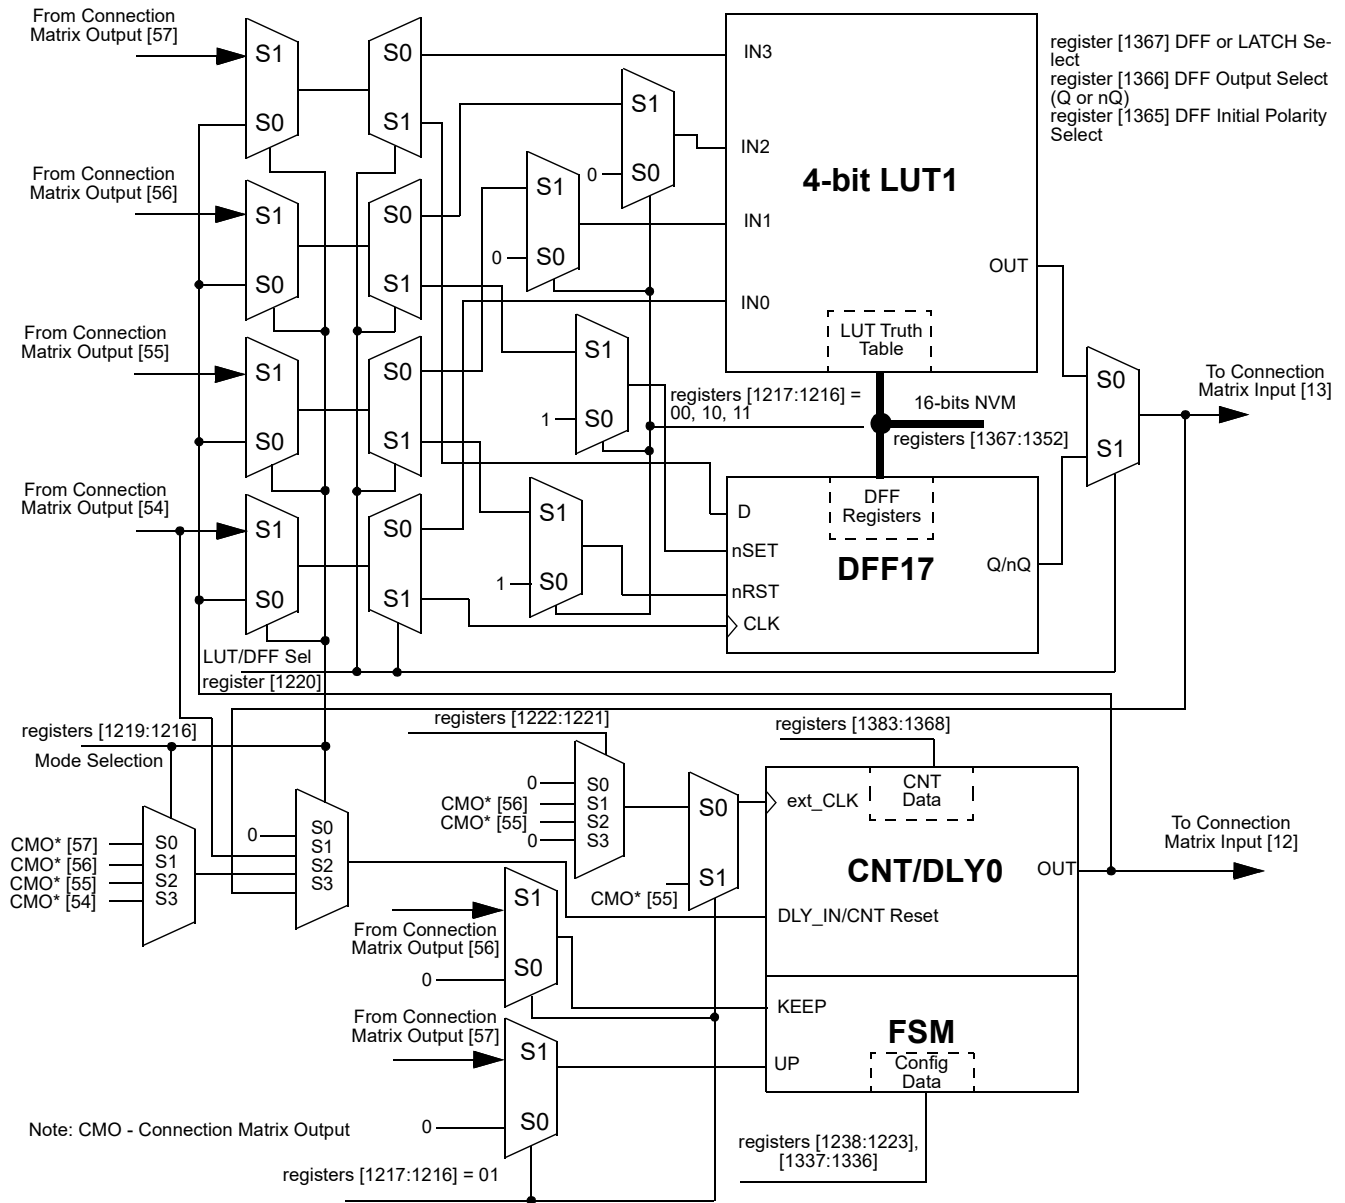 From Connection
Matrix Output [57]
S1
S0
S0
S1
From Connection
Matrix Output [56]
S1
S0
S0
S1
From Connection
Matrix Output [55]
S1
S0
S0
S1
From Connection
Matrix Output [54]
S1
S0
S0
S1
S1
0
S0
S1
0
S0
S1
1
S0
S1
1
S0
IN3
IN2
IN1
IN0
4-bit LUT1
OUT
LUT Truth
Table
register [1367] DFF or LATCH Se-
lect
register [1366] DFF Output Select
(Q or nQ)
register [1365] DFF Initial Polarity
Select
registers [1217:1216] =
00, 10, 11
16-bits NVM
registers [1367:1352]
S0
S1
To Connection
Matrix Input [13]
DFF
Registers
D
nSET
nRST
CLK
DFF17
Q/nQ
LUT/DFF Sel
register [1220]
registers [1219:1216]
Mode Selection
CMO* [57]
CMO* [56]
CMO* [55]
CMO* [54]
S0
S1
S2
S3
0
S0
S1
S2
S3
registers [1222:1221]
0
CMO* [56]
CMO* [55]
0
S0
S1
S2
S3
S0
S1
CMO* [55]
registers [1383:1368]
ext_CLK
CNT
Data
CNT/DLY0
OUT
DLY_IN/CNT Reset
To Connection
Matrix Input [12]
From Connection
Matrix Output [56]
S1
0
S0
KEEP
FSM
UP
Config
Data
From Connection
Matrix Output [57]
S1
0
S0
Note: CMO - Connection Matrix Output
registers [1238:1223],
[1337:1336]
registers [1217:1216] = 01